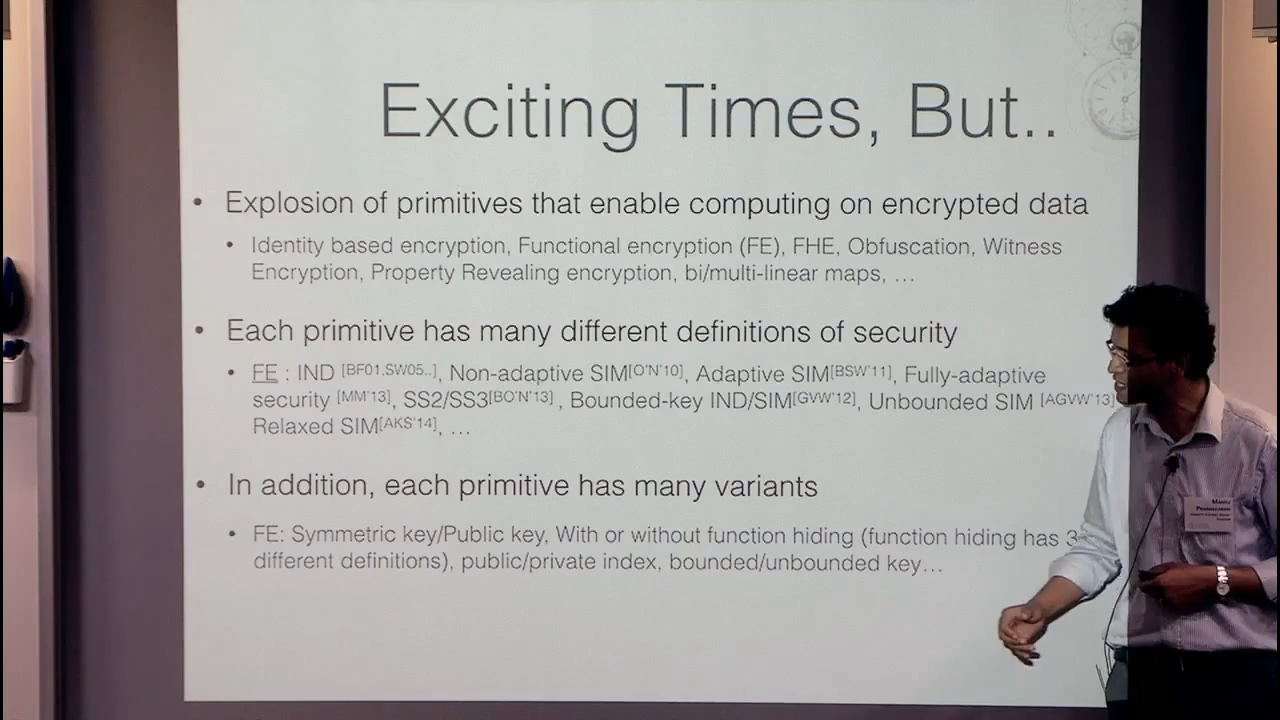 Exciting Times, But..
• Explosion of primitives that enable computing on encrypted data
• Identity based encryption, Functional encryption (FE), FHE, Obfuscation, Witness
Encryption, Property Revealing encryption, bi/multi-linear maps, …
• Each primitive has many different definitions of security
• FE : IND [BF01,SW05..], Non-adaptive SIM[O'N'10], Adaptive SIM[BSW'11], Fully-adaptive
security [MM'13], SS2/SS3[BO'N'13] , Bounded-key IND/SIM[GVW'12], Unbounded SIM [AGVW'13]
Relaxed SIM[AKS'14], …
• In addition, each primitive has many variants
• FE: Symmetric key/Public key, With or without function hiding (function hiding has 3
different definitions), public/private index, bounded/unbounded key…